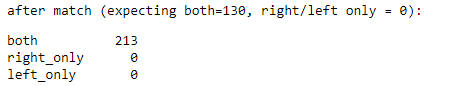 after match (expecting both=130, right/left only = 0):
both 213
right_only 0
left_only 0